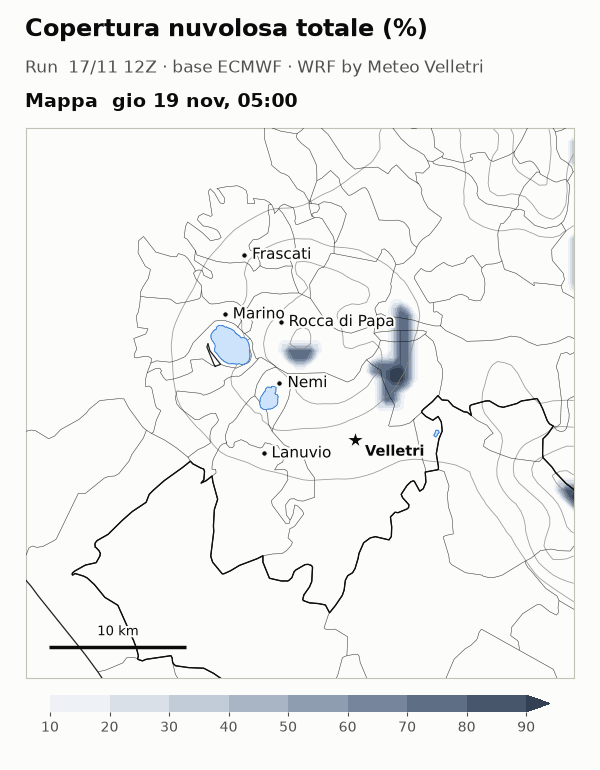 Copertura nuvolosa totale (%)
Run  17/11 12Z · base ECMWF · WRF by Meteo Velletri
Mappa  gio 19 nov, 05:00
Frascati
Marino
Rocca di Papa
Nemi
Velletri
Lanuvio
10 km
10 20 30 40 50 60 70 80 90